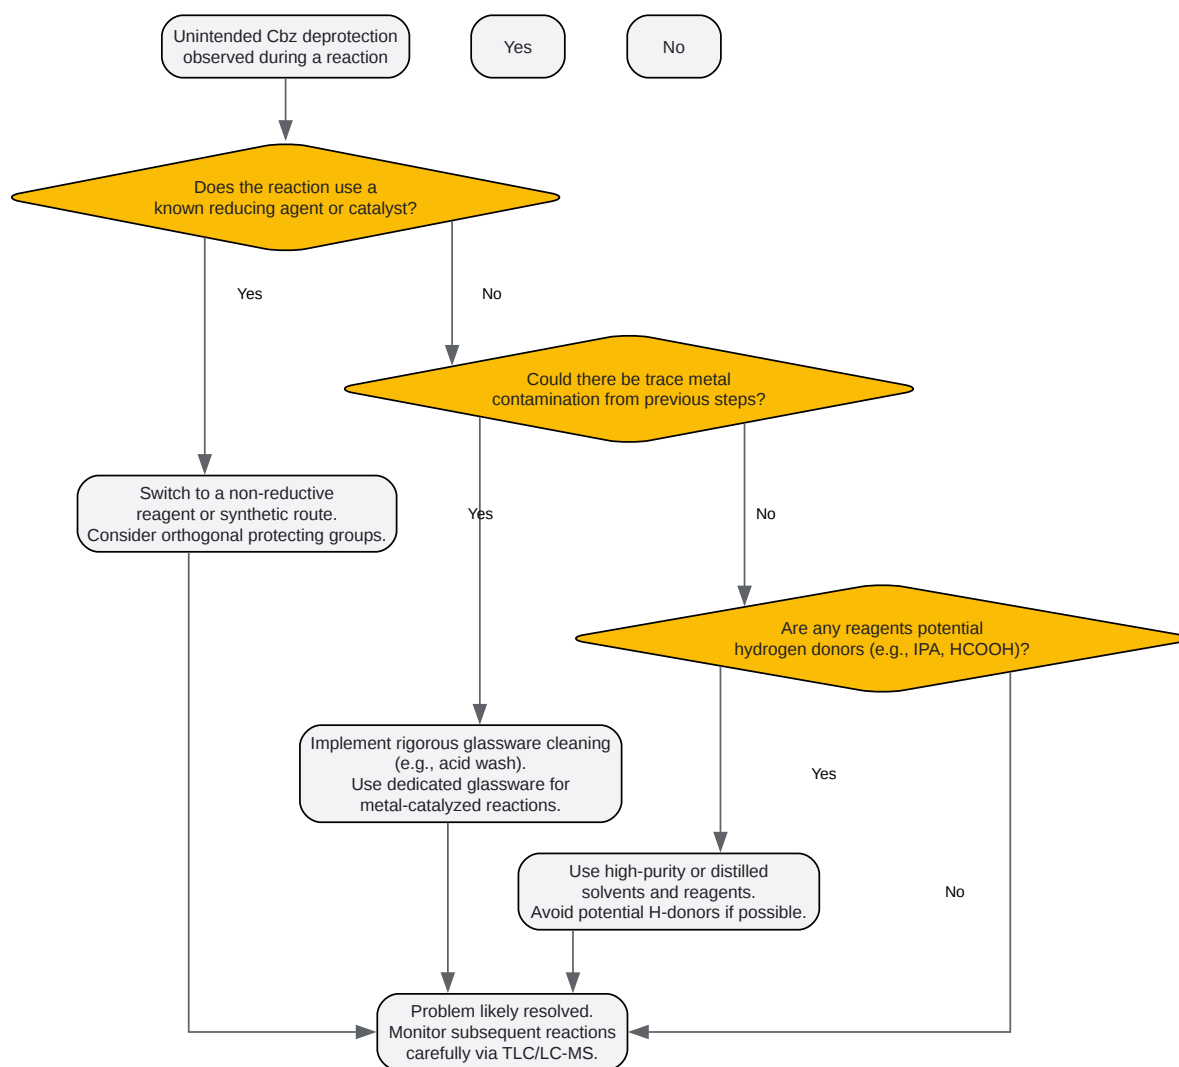 Unintended Cbz deprotection
observed during a reaction
Yes
No
Does the reaction use a
known reducing agent or catalyst?
Yes
No
Could there be trace metal
contamination from previous steps?
Switch to a non-reductive
reagent or synthetic route.
Consider orthogonal protecting groups.
Yes
No
Are any reagents potential
hydrogen donors (e.g., IPA, HCOOH)?
Implement rigorous glassware cleaning
(e.g., acid wash).
Use dedicated glassware for
metal-catalyzed reactions.
Yes
Use high-purity or distilled
solvents and reagents.
Avoid potential H-donors if possible.
No
Problem likely resolved.
Monitor subsequent reactions
carefully via TLC/LC-MS.